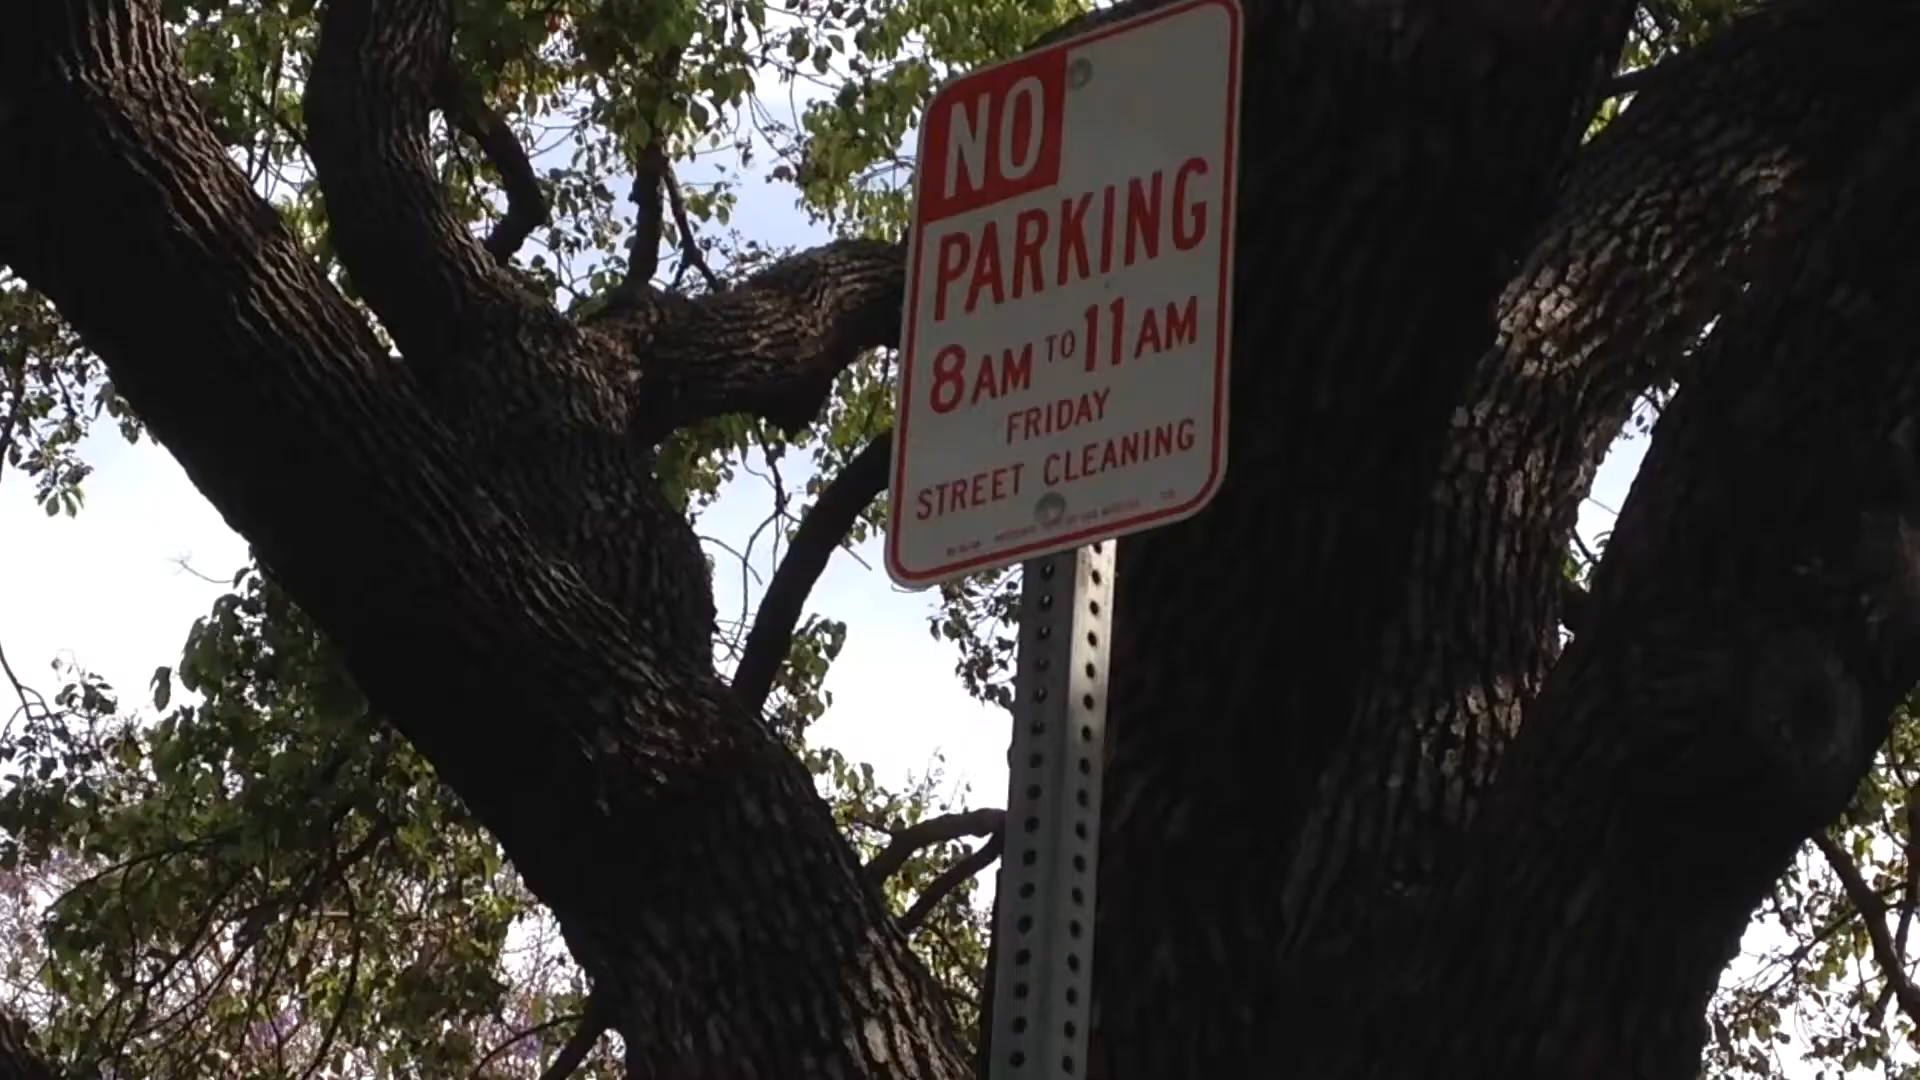 NO
PARKING
8AM TO 11AM
FRIDAY
STREET CLEANING